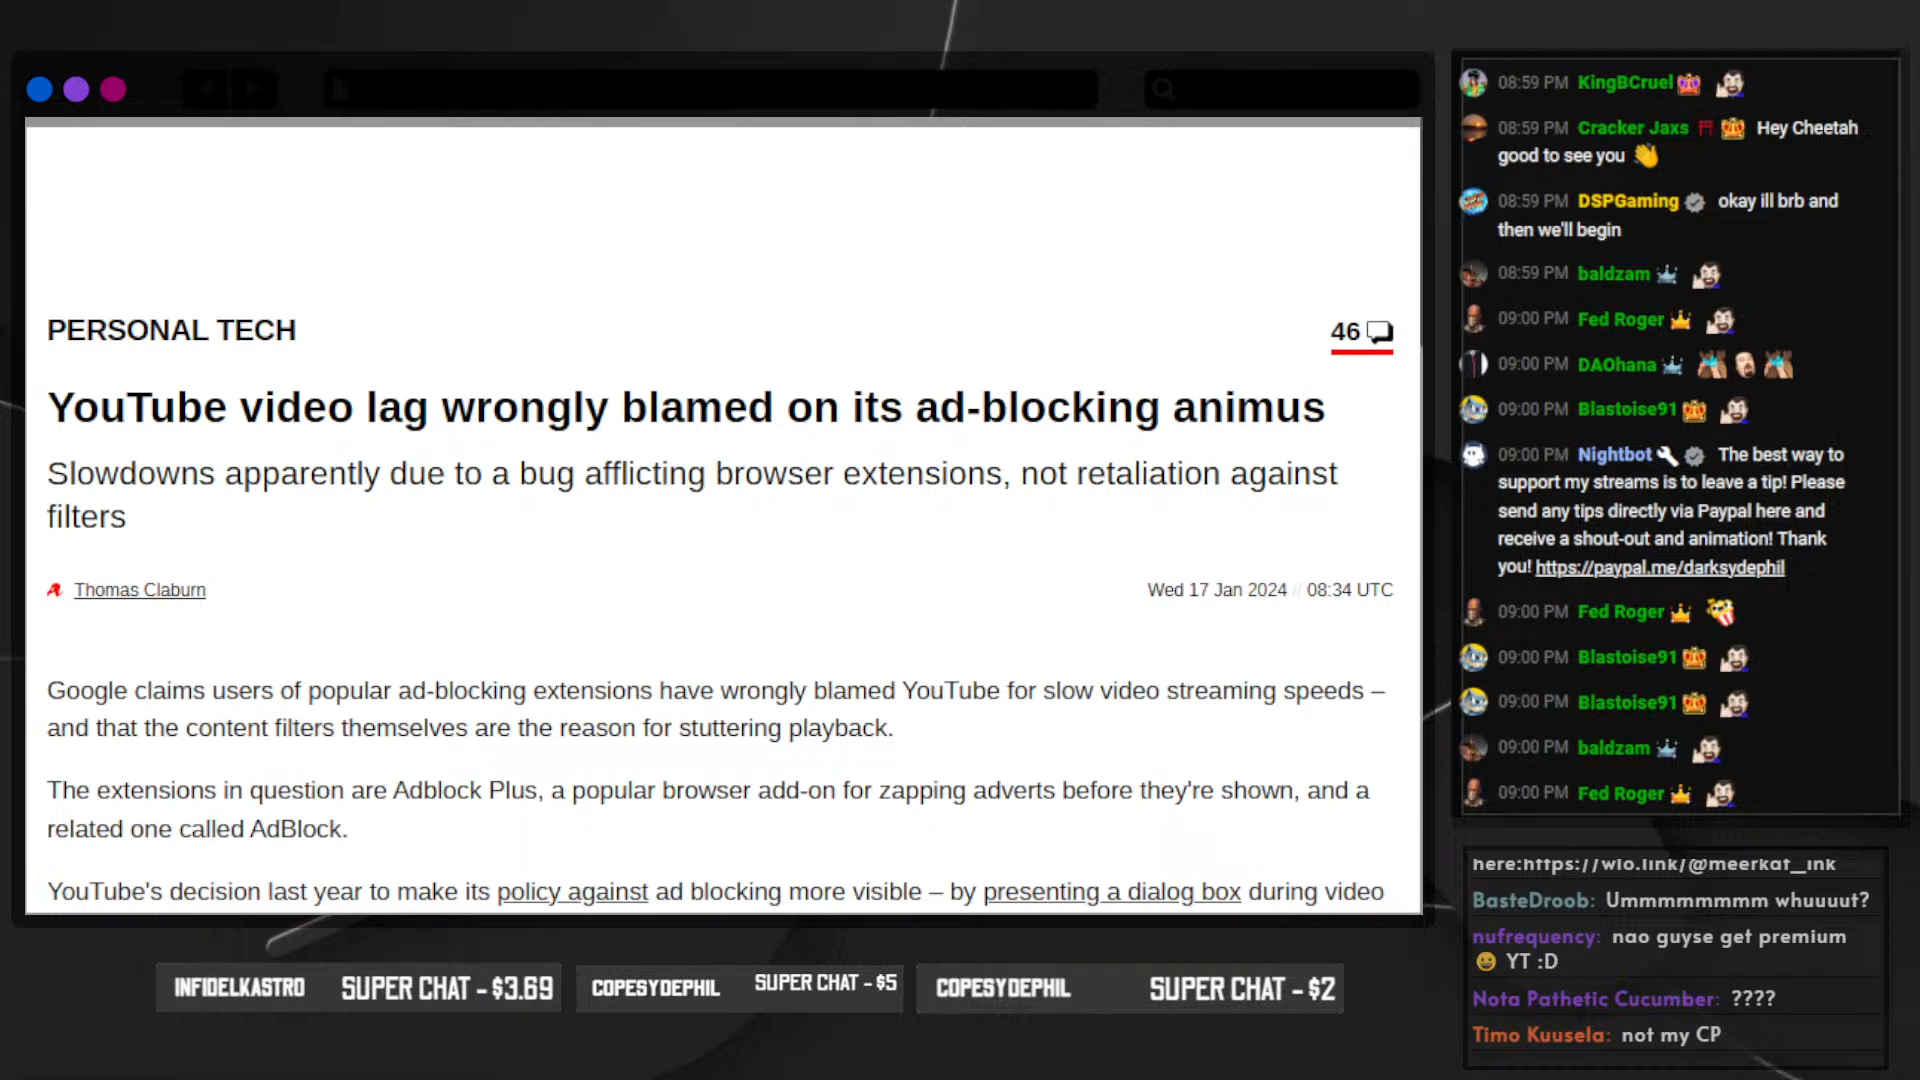 PERSONAL TECH
46
YouTube video lag wrongly blamed on its ad-blocking animus
Slowdowns apparently due to a bug afflicting browser extensions, not retaliation against
filters
Thomas Claburn
Wed 17 Jan 2024 // 08:34 UTC
Google claims users of popular ad-blocking extensions have wrongly blamed YouTube for slow video streaming speeds –
and that the content filters themselves are the reason for stuttering playback.
The extensions in question are Adblock Plus, a popular browser add-on for zapping adverts before they're shown, and a
related one called AdBlock.
YouTube's decision last year to make its policy against ad blocking more visible – by presenting a dialog box during video
INFIDELKASTRO SUPER CHAT - $3.69
COPESYDEPHIL SUPER CHAT - $5
COPESYDEPHIL SUPER CHAT - $2
08:59 PM KingBCruel
08:59 PM Cracker Jaxs Hey Cheetah
good to see you
08:59 PM DSPGaming okay ill brb and
then we'll begin
08:59 PM baldzam
09:00 PM Fed Roger
09:00 PM DAOhana
09:00 PM Blastoise91
09:00 PM Nightbot The best way to
support my streams is to leave a tip! Please
send any tips directly via Paypal here and
receive a shout-out and animation! Thank
you! https://paypal.me/darksydephil
09:00 PM Fed Roger
09:00 PM Blastoise91
09:00 PM Blastoise91
09:00 PM baldzam
09:00 PM Fed Roger
here:https://wlo.link/@meerkat_ink
BasteDroob: Ummmmmmmm whuuuut?
nufrequency: nao guyse get premium
YT :D
Nota Pathetic Cucumber: ????
Timo Kuusela: not my CP